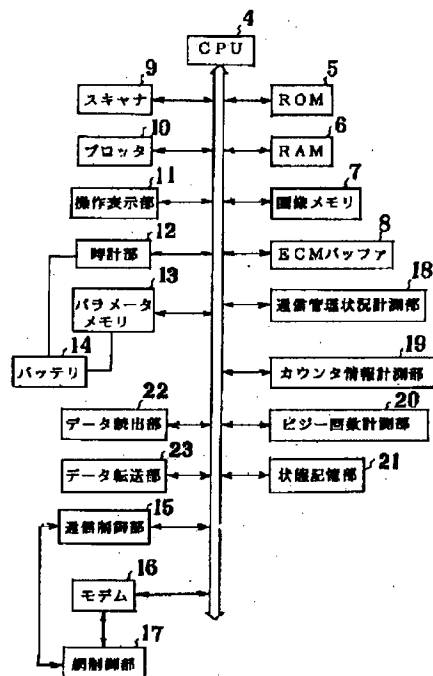 4
CPU
9
スキャナ
5
ROM
10
プロッタ
6
RAM
11
操作表示部
7
画像メモリ
12
時計部
8
ECMバッファ
13
パラメータ
メモリ
18
通信管理状況計測部
14
バッテリ
19
カウンタ情報計測部
22
データ読出部
20
ビジー回数計測部
23
データ転送部
21
状態記憶部
15
通信制御部
16
モデム
17
網制御部